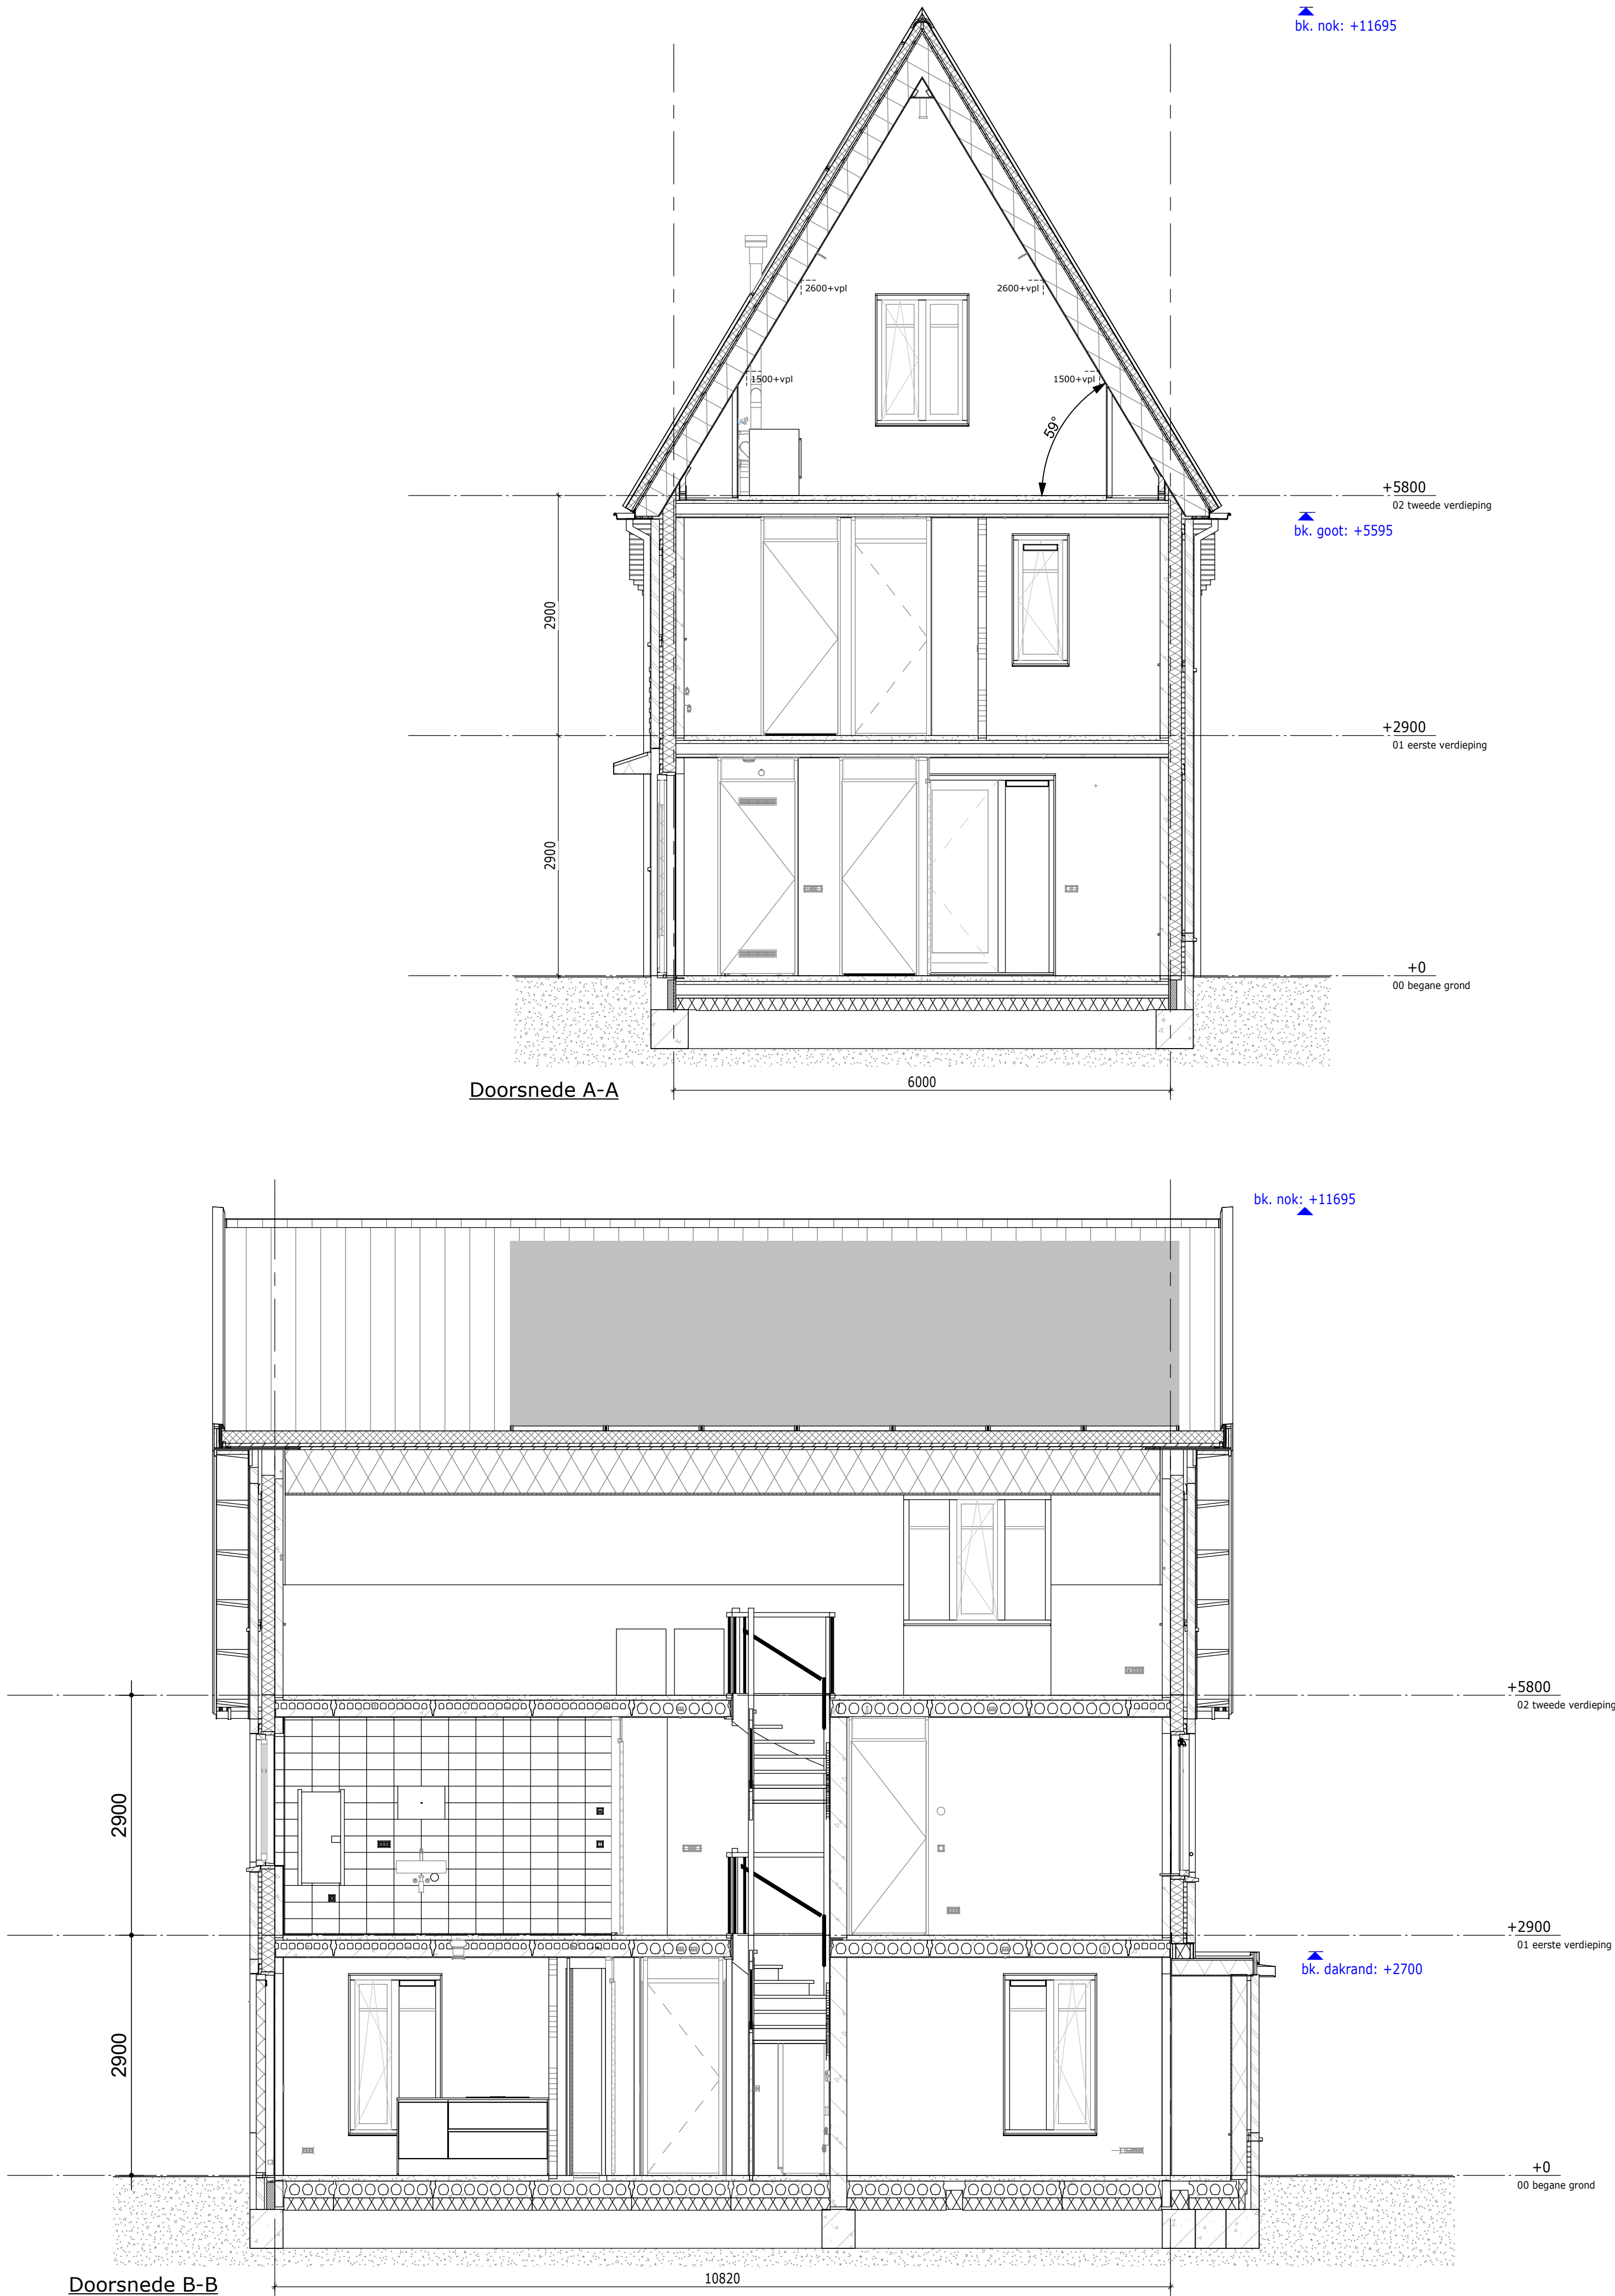 bk. nok: +11695
2600+vpl
2600+vpl
1500+vpl
1500+vpl
59°
+5800
02 tweede verdieping
bk. goot: +5595
2900
+2900
01 eerste verdieping
2900
+0
00 begane grond
6000
Doorsnede A-A
bk. nok: +11695
+5800
02 tweede verdieping
2900
+2900
01 eerste verdieping
bk. dakrand: +2700
2900
+0
00 begane grond
10820
Doorsnede B-B